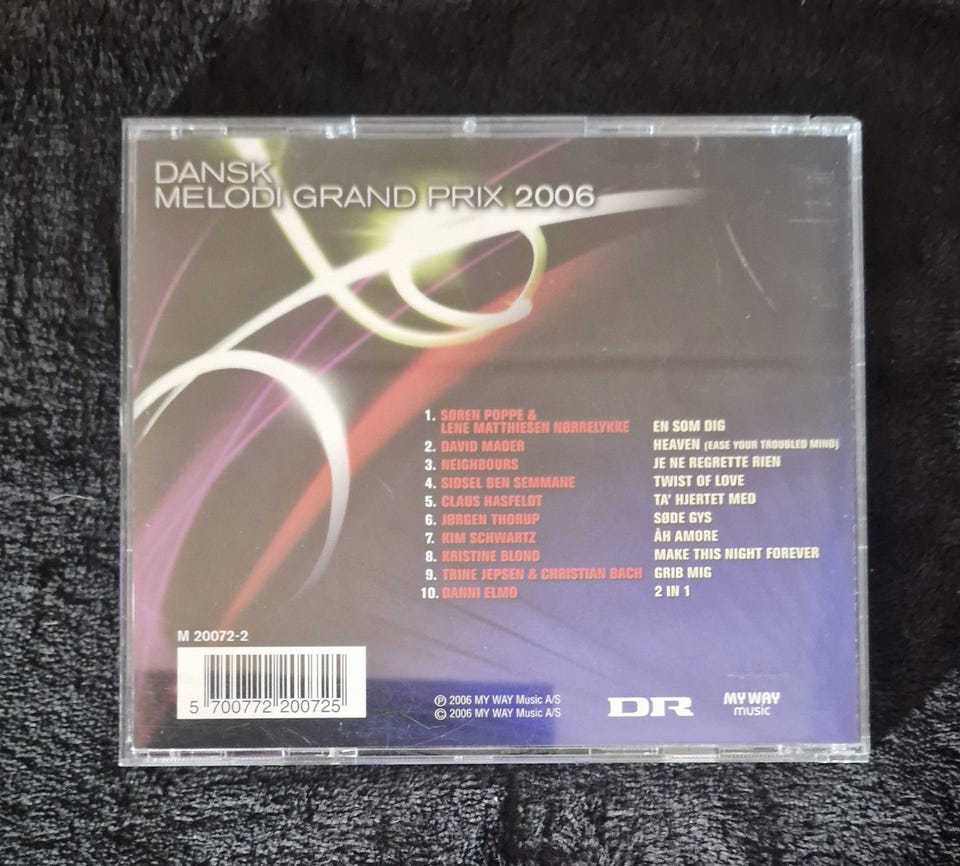 DANSK
MELODI GRAND PRIX 2006
1. SØREN POPPE &
LENE MATTHIESEN NØRRELYKKE EN SOM DIG
2. DAVID MADER HEAVEN (EASE YOUR TROUBLED MIND)
3. NEIGHBOURS JE NE REGRETTE RIEN
4. SIDSEL BEN SEMMANE TWIST OF LOVE
5. CLAUS HASFELDT TA' HJERTET MED
6. JØRGEN THORUP SØDE GYS
7. KIM SCHWARTZ ÅH AMORE
8. KRISTINE BLOND MAKE THIS NIGHT FOREVER
9. TRINE JEPSEN & CHRISTIAN BACH GRIB MIG
10. DANNI ELMO 2 IN 1
M 20072-2
5 700772 200725
℗ 2006 MY WAY Music A/S
© 2006 MY WAY Music A/S
DR
MY WAY
music